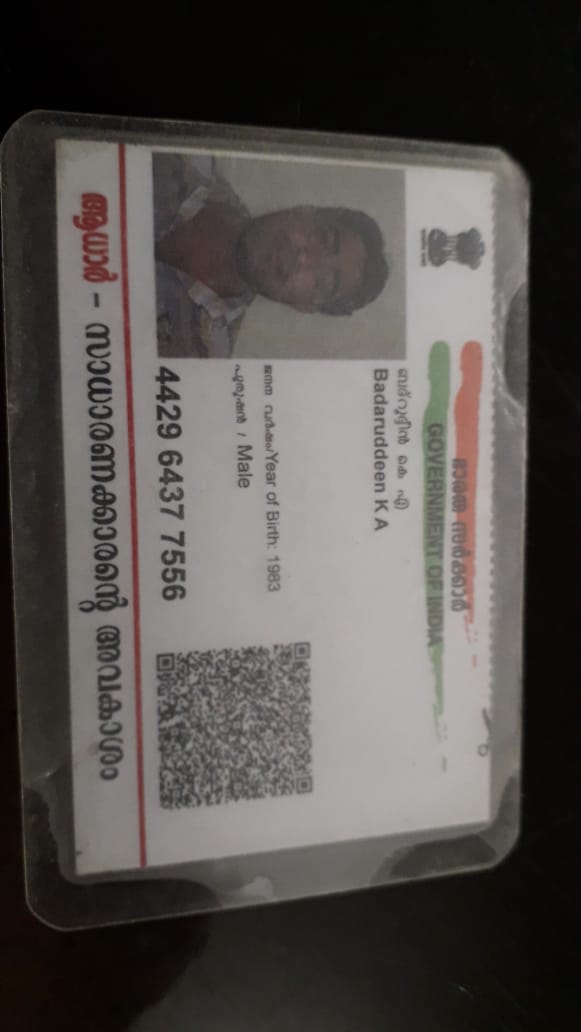 ഭാരത സർക്കാർ
GOVERNMENT OF INDIA
ബദ്റുദ്ദീൻ കെ എ
Badaruddeen K A
ജനന വർഷം/Year of Birth: 1983
പുരുഷൻ / Male
4429 6437 7556
ആധാർ - സാധാരണക്കാരന്റെ അവകാശം